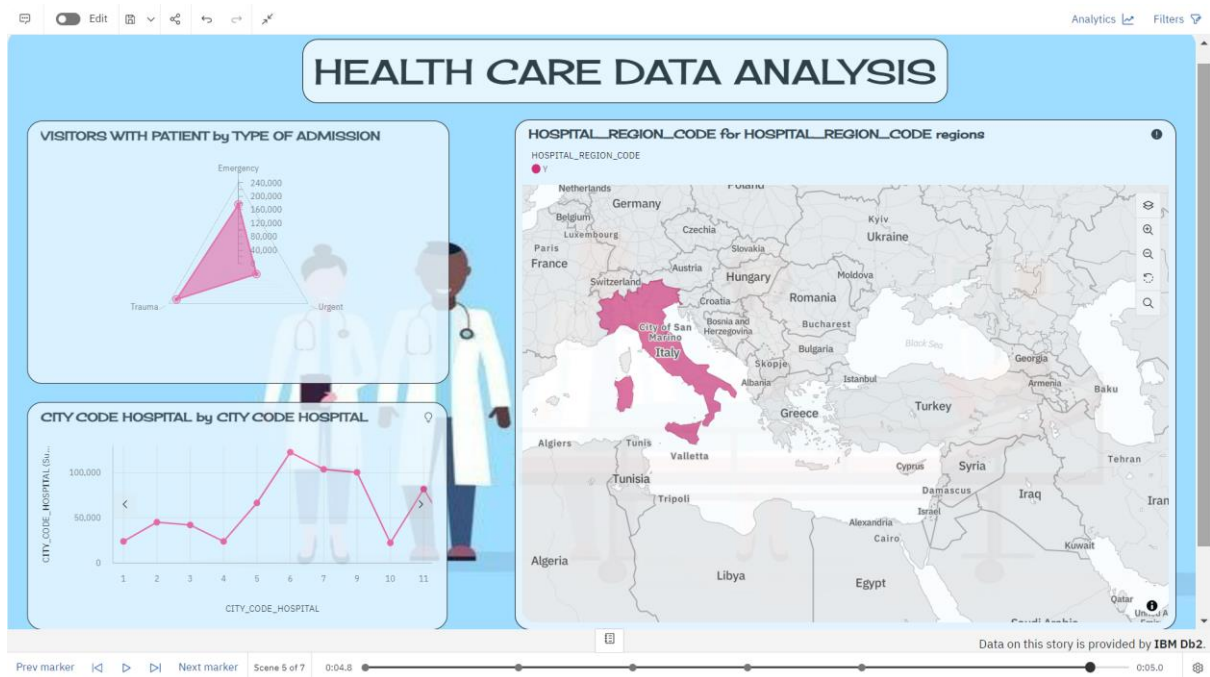 Edit
Analytics
Filters
HEALTH CARE DATA ANALYSIS
VISITORS WITH PATIENT by TYPE OF ADMISSION
Emergency
240,000
200,000
160,000
120,000
80,000
40,000
Trauma
Urgent
CITY CODE HOSPITAL by CITY CODE HOSPITAL
CITY_CODE_HOSPITAL (Su...
100,000
50,000
0
1 2 3 4 5 6 7 9 10 11
CITY_CODE_HOSPITAL
HOSPITAL_REGION_CODE for HOSPITAL_REGION_CODE regions
HOSPITAL_REGION_CODE
Y
Netherlands
Poland
Germany
Belgium
Kyiv
Luxembourg
Czechia
Ukraine
Paris
Slovakia
France
Austria
Switzerland
Hungary
Moldova
Croatia
Romania
City of San
Marino
Bosnia and
Herzegovina
Bucharest
Italy
Bulgaria
Black Sea
Skopje
Georgia
Albania
Istanbul
Armenia
Baku
Greece
Turkey
Algiers
Tunis
Valletta
Cyprus
Syria
Tehran
Tunisia
Damascus
Iraq
Iran
Tripoli
Israel
Alexandria
Cairo
Kuwait
Algeria
Libya
Egypt
Qatar
Data on this story is provided by IBM Db2.
Prev marker
Next marker
Scene 5 of 7
0:04.8
0:05.0